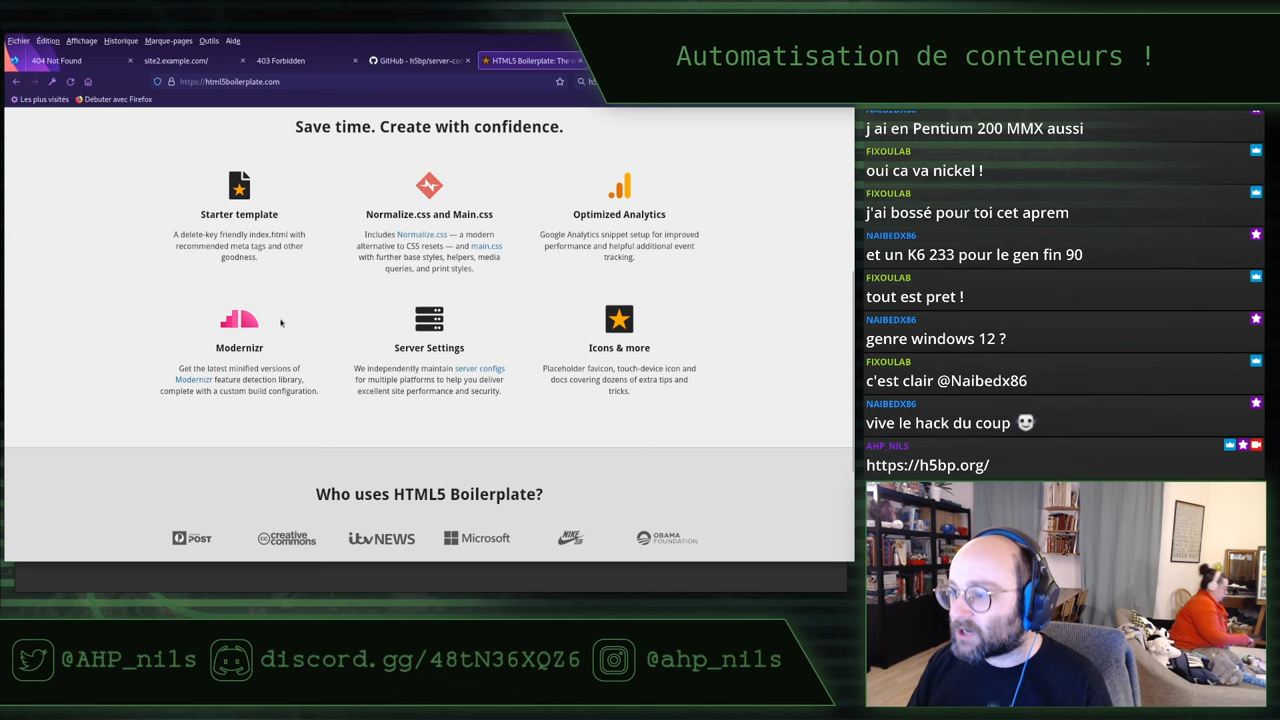 Automatisation de conteneurs !
Fichier Édition Affichage Historique Marque-pages Outils Aide
404 Not Found
site2.example.com/
403 Forbidden
GitHub - h5bp/server-con
HTML5 Boilerplate: The w
https://html5boilerplate.com
Les plus visités
Débuter avec Firefox
Save time. Create with confidence.
Starter template
A delete-key friendly index.html with
recommended meta tags and other
goodness.
Normalize.css and Main.css
Includes Normalize.css — a modern
alternative to CSS resets — and main.css
with further base styles, helpers, media
queries, and print styles.
Optimized Analytics
Google Analytics snippet setup for improved
performance and helpful additional event
tracking.
Modernizr
Get the latest minified versions of
Modernizr feature detection library,
complete with a custom build configuration.
Server Settings
We independently maintain server configs
for multiple platforms to help you deliver
excellent site performance and security.
Icons & more
Placeholder favicon, touch-device icon and
docs covering dozens of extra tips and
tricks.
Who uses HTML5 Boilerplate?
POST
creative
commons
itv NEWS
Microsoft
NIKE
SB
OBAMA
FOUNDATION
NAIBEDX86
j ai en Pentium 200 MMX aussi
FIXOULAB
oui ca va nickel !
FIXOULAB
j'ai bossé pour toi cet aprem
NAIBEDX86
et un K6 233 pour le gen fin 90
FIXOULAB
tout est pret !
NAIBEDX86
genre windows 12 ?
FIXOULAB
c'est clair @Naibedx86
NAIBEDX86
vive le hack du coup
AHP_NILS
https://h5bp.org/
@AHP_nils
discord.gg/48tN36XQZ6
@ahp_nils